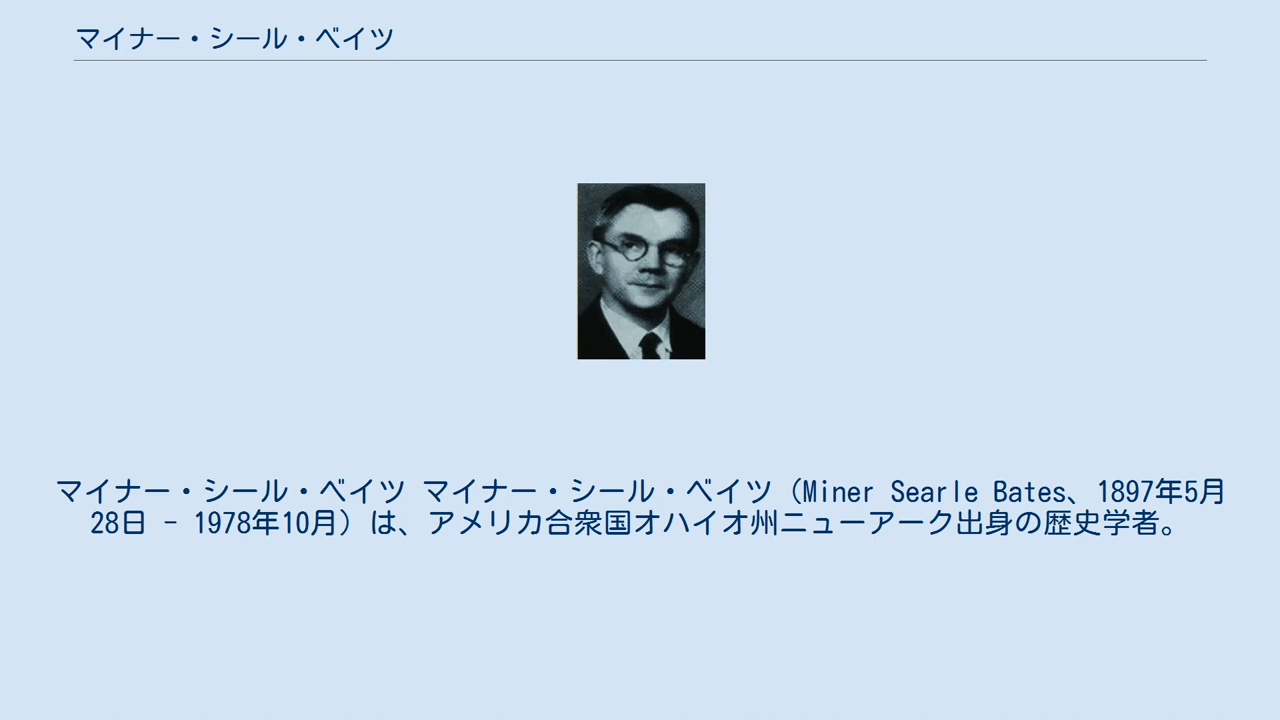 マイナー・シール・ベイツ
マイナー・シール・ベイツ マイナー・シール・ベイツ（Miner Searle Bates、1897年5月
28日 - 1978年10月）は、アメリカ合衆国オハイオ州ニューアーク出身の歴史学者。